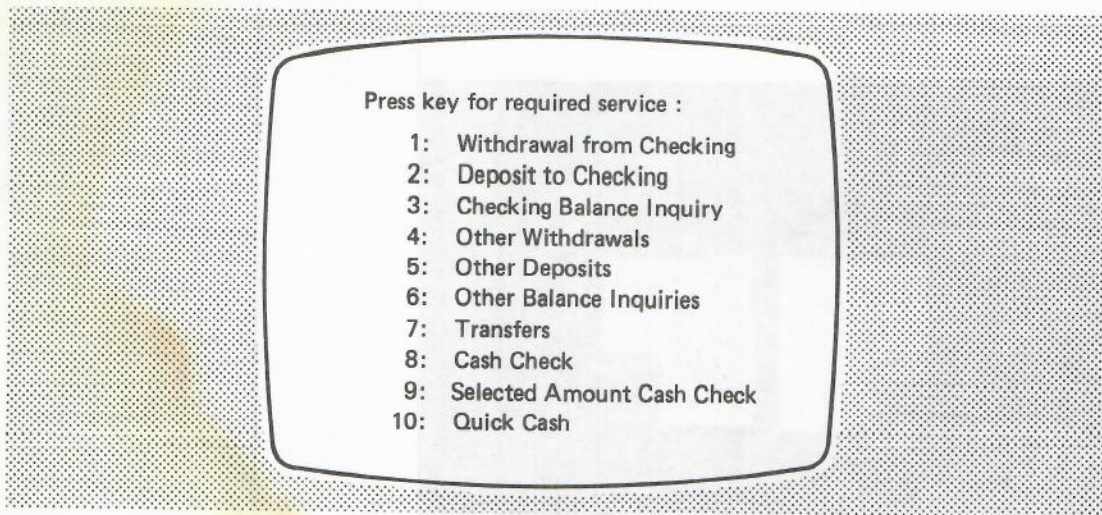 Press key for required service :
1: Withdrawal from Checking
2: Deposit to Checking
3: Checking Balance Inquiry
4: Other Withdrawals
5: Other Deposits
6: Other Balance Inquiries
7: Transfers
8: Cash Check
9: Selected Amount Cash Check
10: Quick Cash